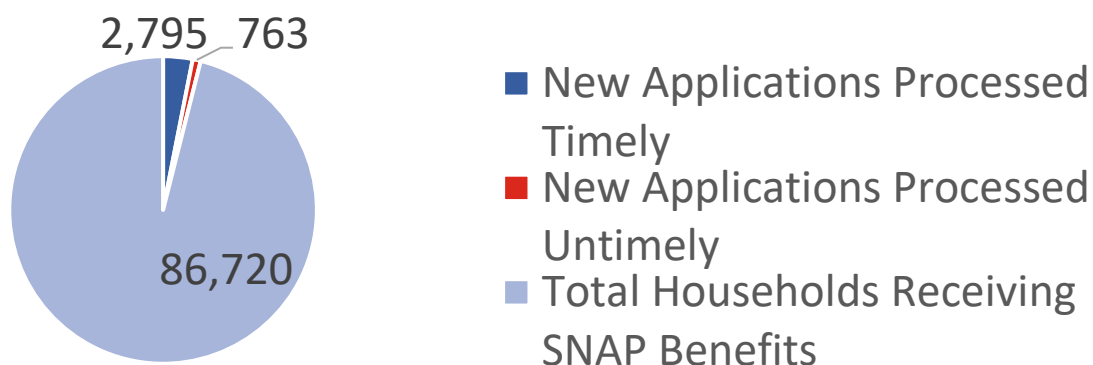 2,795 763
86,720
New Applications Processed
Timely
New Applications Processed
Untimely
Total Households Receiving
SNAP Benefits